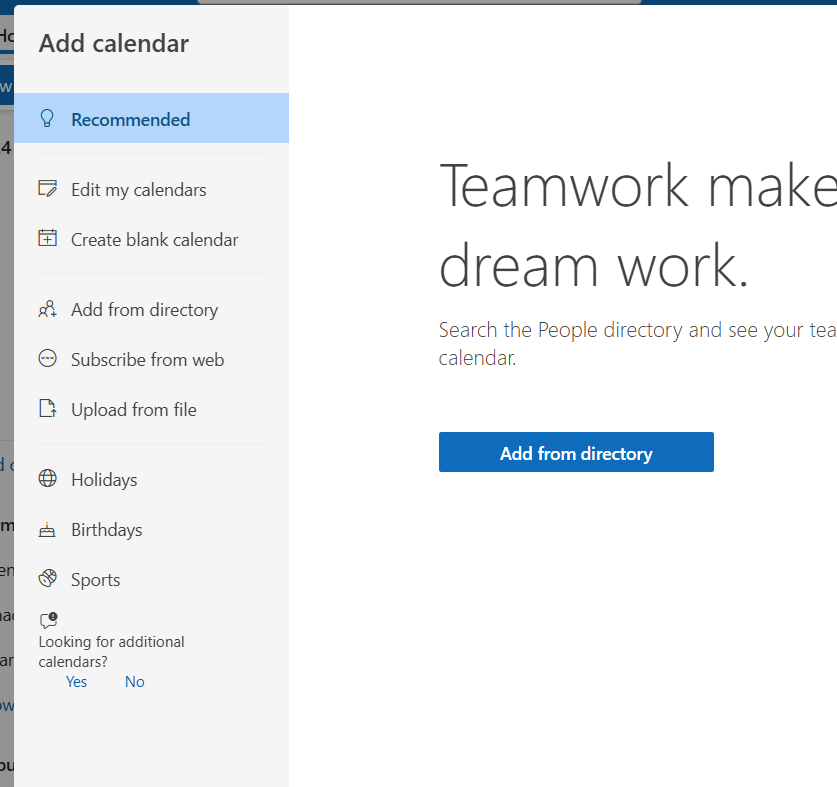 Add calendar
Recommended
Edit my calendars
Create blank calendar
Add from directory
Subscribe from web
Upload from file
Holidays
Birthdays
Sports
Looking for additional
calendars?
Yes No
Teamwork make
dream work.
Search the People directory and see your tea
calendar.
Add from directory